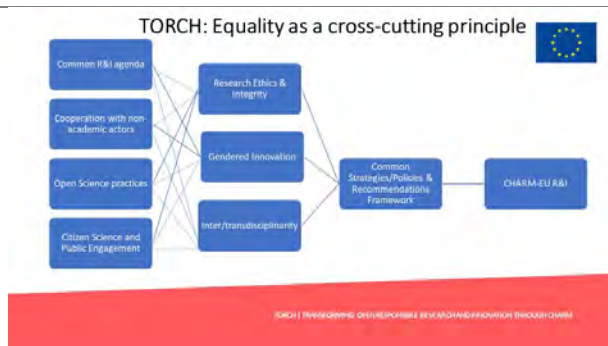 TORCH: Equality as a cross-cutting principle
Common R&I agenda
Cooperation with non-
academic actors
Open Science practices
Citizen Science and
Public Engagement
Research Ethics &
Integrity
Gendered Innovation
Inter/transdisciplinarity
Common
Strategies/Policies &
Recommendations
Framework
CHARM-EU R&I
TORCH | TRANSFORMING OPEN RESPONSIBLE RESEARCH AND INNOVATION THROUGH CHARM